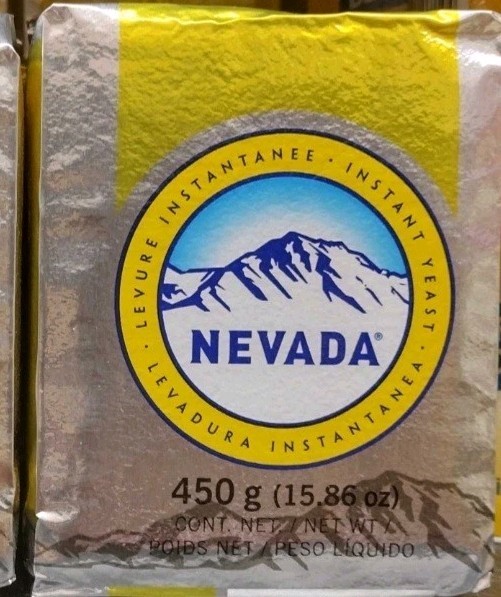 LEVURE INSTANTANEE · INSTANT YEAST · LEVADURA INSTANTANEA ·
NEVADA®
450 g (15.86 oz)
CONT. NET / NET WT /
POIDS NET / PESO LÍQUIDO